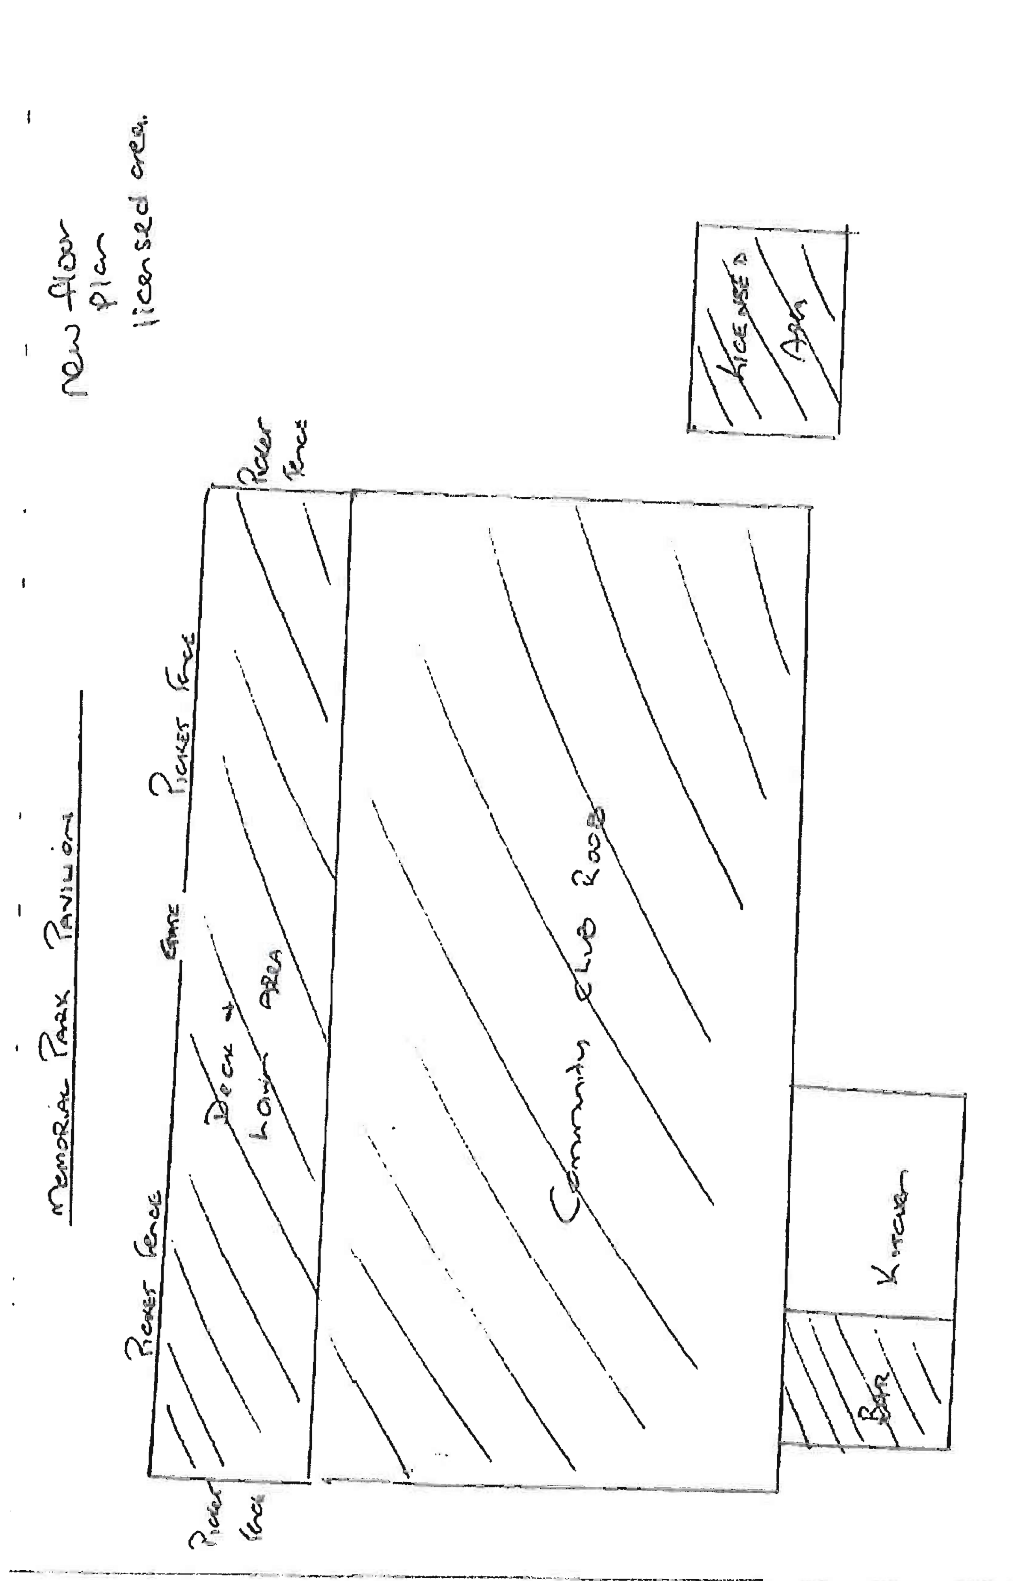 MEMORIAL PARK PAVILION
new floor
plan
licensed area.
PICKET FENCE
GATE
PICKET FENCE
PICKET
FENCE
DECK +
LAWN AREA
PICKET
FENCE
COMMUNITY CLUB ROOB
LICENSED
AREA
BAR
KITCHEN